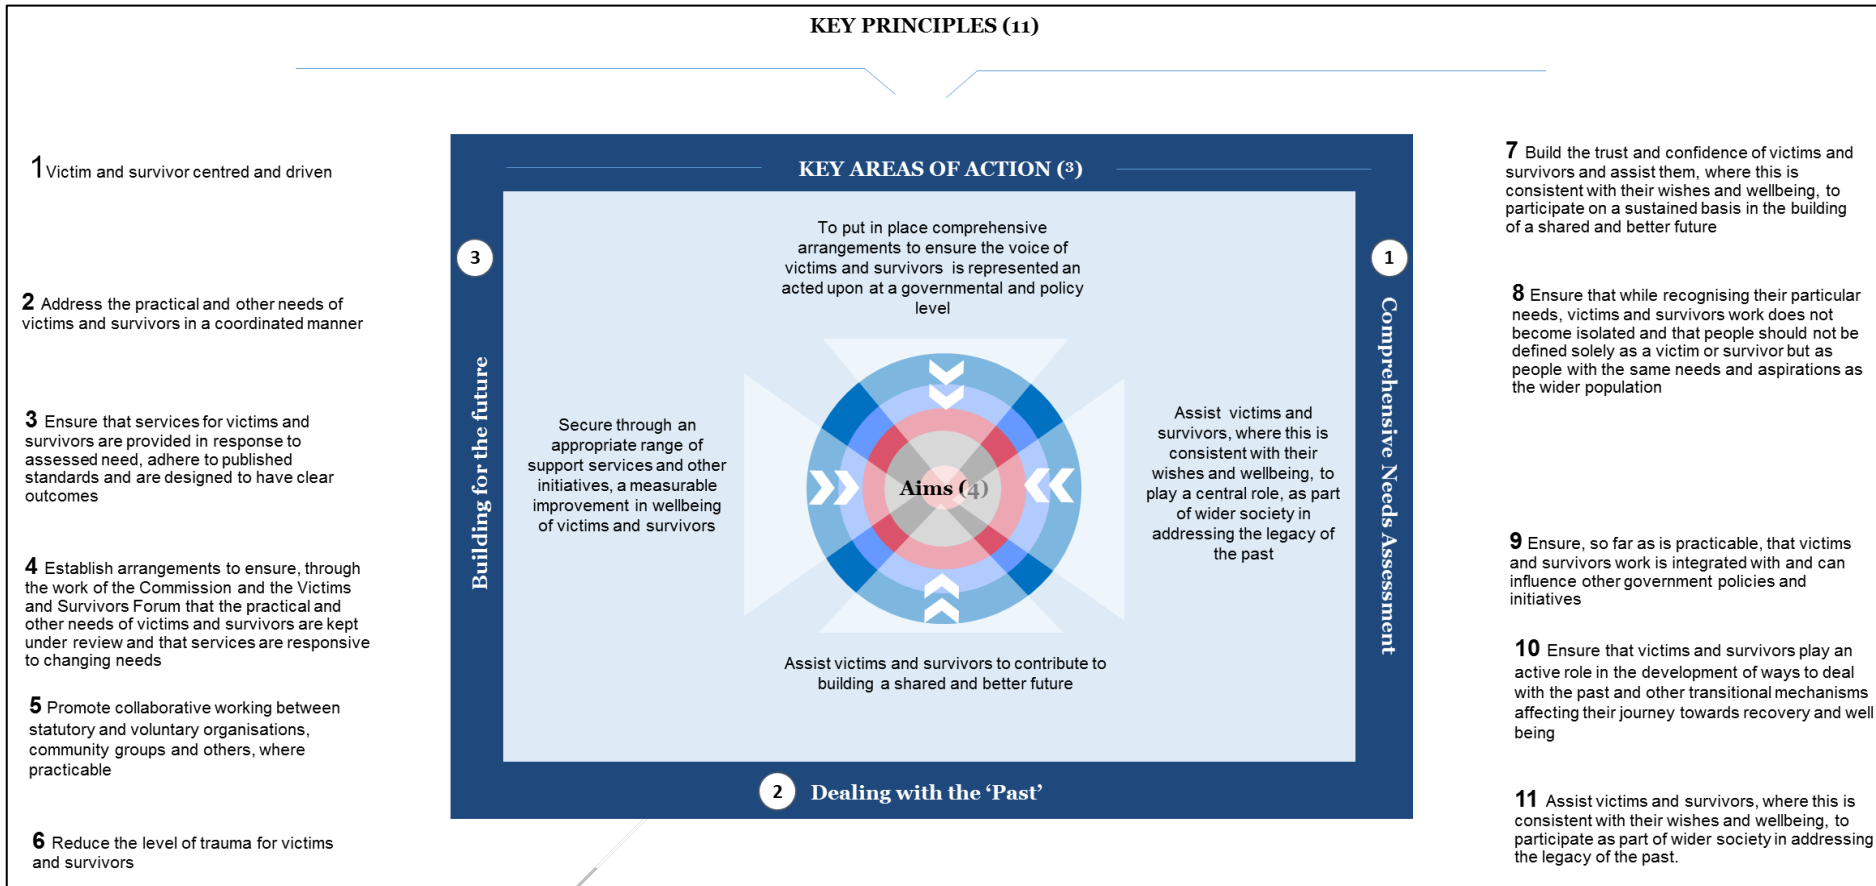 KEY PRINCIPLES (11)
1 Victim and survivor centred and driven
2 Address the practical and other needs of
victims and survivors in a coordinated manner
3 Ensure that services for victims and
survivors are provided in response to
assessed need, adhere to published
standards and are designed to have clear
outcomes
4 Establish arrangements to ensure, through
the work of the Commission and the Victims
and Survivors Forum that the practical and
other needs of victims and survivors are kept
under review and that services are responsive
to changing needs
5 Promote collaborative working between
statutory and voluntary organisations,
community groups and others, where
practicable
6 Reduce the level of trauma for victims
and survivors
KEY AREAS OF ACTION (3)
3
Building for the future
To put in place comprehensive
arrangements to ensure the voice of
victims and survivors is represented an
acted upon at a governmental and policy
level
Secure through an
appropriate range of
support services and other
initiatives, a measurable
improvement in wellbeing
of victims and survivors
Aims (4)
Assist victims and
survivors, where this is
consistent with their
wishes and wellbeing, to
play a central role, as part
of wider society in
addressing the legacy of
the past
Assist victims and survivors to contribute to
building a shared and better future
1
Comprehensive Needs Assessment
2 Dealing with the ‘Past’
7 Build the trust and confidence of victims and
survivors and assist them, where this is
consistent with their wishes and wellbeing, to
participate on a sustained basis in the building
of a shared and better future
8 Ensure that while recognising their particular
needs, victims and survivors work does not
become isolated and that people should not be
defined solely as a victim or survivor but as
people with the same needs and aspirations as
the wider population
9 Ensure, so far as is practicable, that victims
and survivors work is integrated with and can
influence other government policies and
initiatives
10 Ensure that victims and survivors play an
active role in the development of ways to deal
with the past and other transitional mechanisms
affecting their journey towards recovery and well
being
11 Assist victims and survivors, where this is
consistent with their wishes and wellbeing, to
participate as part of wider society in addressing
the legacy of the past.